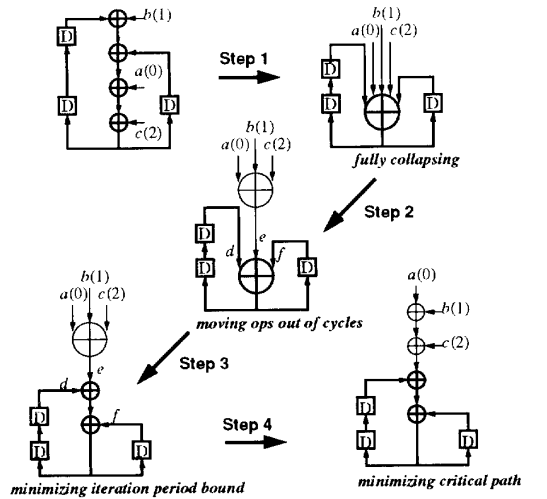 b(1)
D
a(0)
D
D
c(2)
Step 1
b(1)
a(0) c(2)
D
D
D
fully collapsing
Step 2
b(1)
a(0) c(2)
D
d
e
f
D
D
moving ops out of cycles
Step 3
b(1)
a(0) c(2)
e
d
f
D
D
D
minimizing iteration period bound
Step 4
a(0)
b(1)
c(2)
D
D
D
minimizing critical path